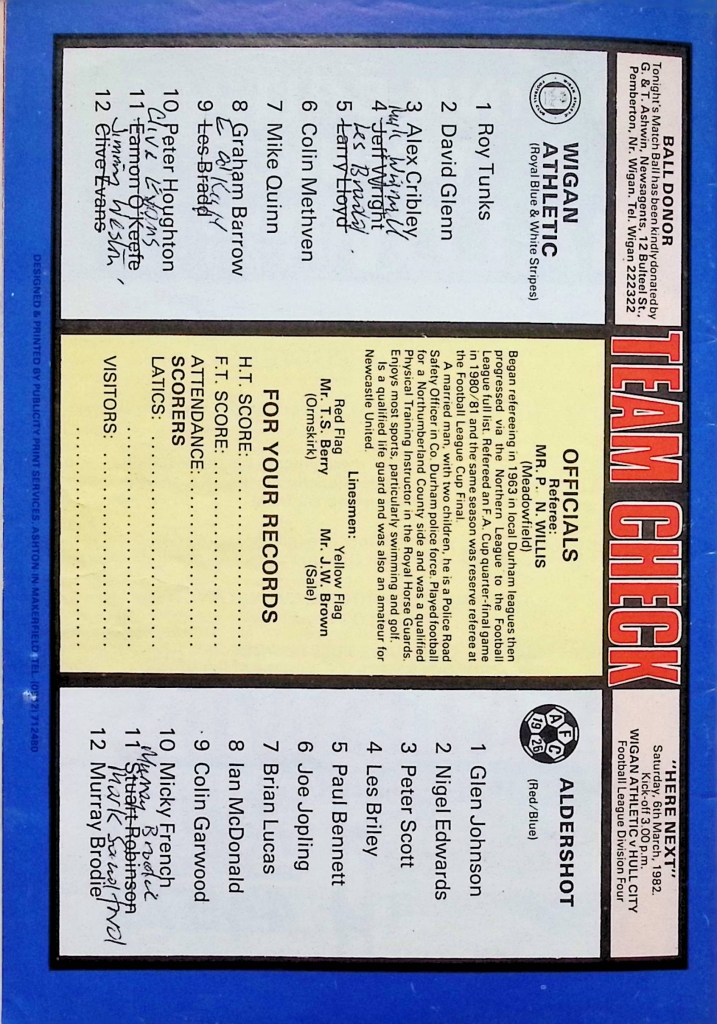 BALL DONOR
Tonight's Match Ball has been kindly donated by
G. & T. Ashwin, Newsagents, 12 Bulteel St.,
Pemberton, Nr. Wigan. Tel. Wigan 222322
TEAM CHECK
"HERE NEXT"
Saturday, 6th March, 1982.
Kick-off 3.00 p.m.
WIGAN ATHLETIC v HULL CITY
Football League Division Four
WIGAN
ATHLETIC
(Royal Blue & White Stripes)
1 Roy Tunks
2 David Glenn
3 Alex Cribley
4 Jeff Wright
Les Bradd
5 Larry Lloyd
6 Colin Methven
7 Mike Quinn
8 Graham Barrow
9 Les Bradd
10 Peter Houghton
Clive Evans
11 Eamon O'Keefe
Jimmy Weston
12 Clive Evans
OFFICIALS
Referee:
MR. P. N. WILLIS
(Meadowfield)
Began refereeing in 1963 in local Durham leagues then
progressed via the Northern League to the Football
League full list. Refereed an F.A. Cup quarter-final game
in 1980/81 and the same season was reserve referee at
the Football League Cup Final.
A married man, with two children, he is a Police Road
Safety Officer in Co. Durham police force. Played football
for a Northumberland County side and was a qualified
Physical Training Instructor in the Royal Horse Guards.
Enjoys most sports, particularly swimming and golf.
Is a qualified life guard and was also an amateur for
Newcastle United.
Linesmen:
Red Flag Yellow Flag
Mr. T.S. Berry Mr. J.W. Brown
(Ormskirk) (Sale)
FOR YOUR RECORDS
H.T. SCORE:
F.T. SCORE:
ATTENDANCE:
SCORERS
LATICS:
VISITORS:
AFC
1926
ALDERSHOT
(Red/Blue)
1 Glen Johnson
2 Nigel Edwards
3 Peter Scott
4 Les Briley
5 Paul Bennett
6 Joe Jopling
7 Brian Lucas
8 Ian McDonald
9 Colin Garwood
10 Micky French
Murray Brodie
11 Stuart Robinson
Mark Sandford
12 Murray Brodie
DESIGNED & PRINTED BY PUBLICITY PRINT SERVICES, ASHTON IN MAKERFIELD, TEL. (0942) 712480